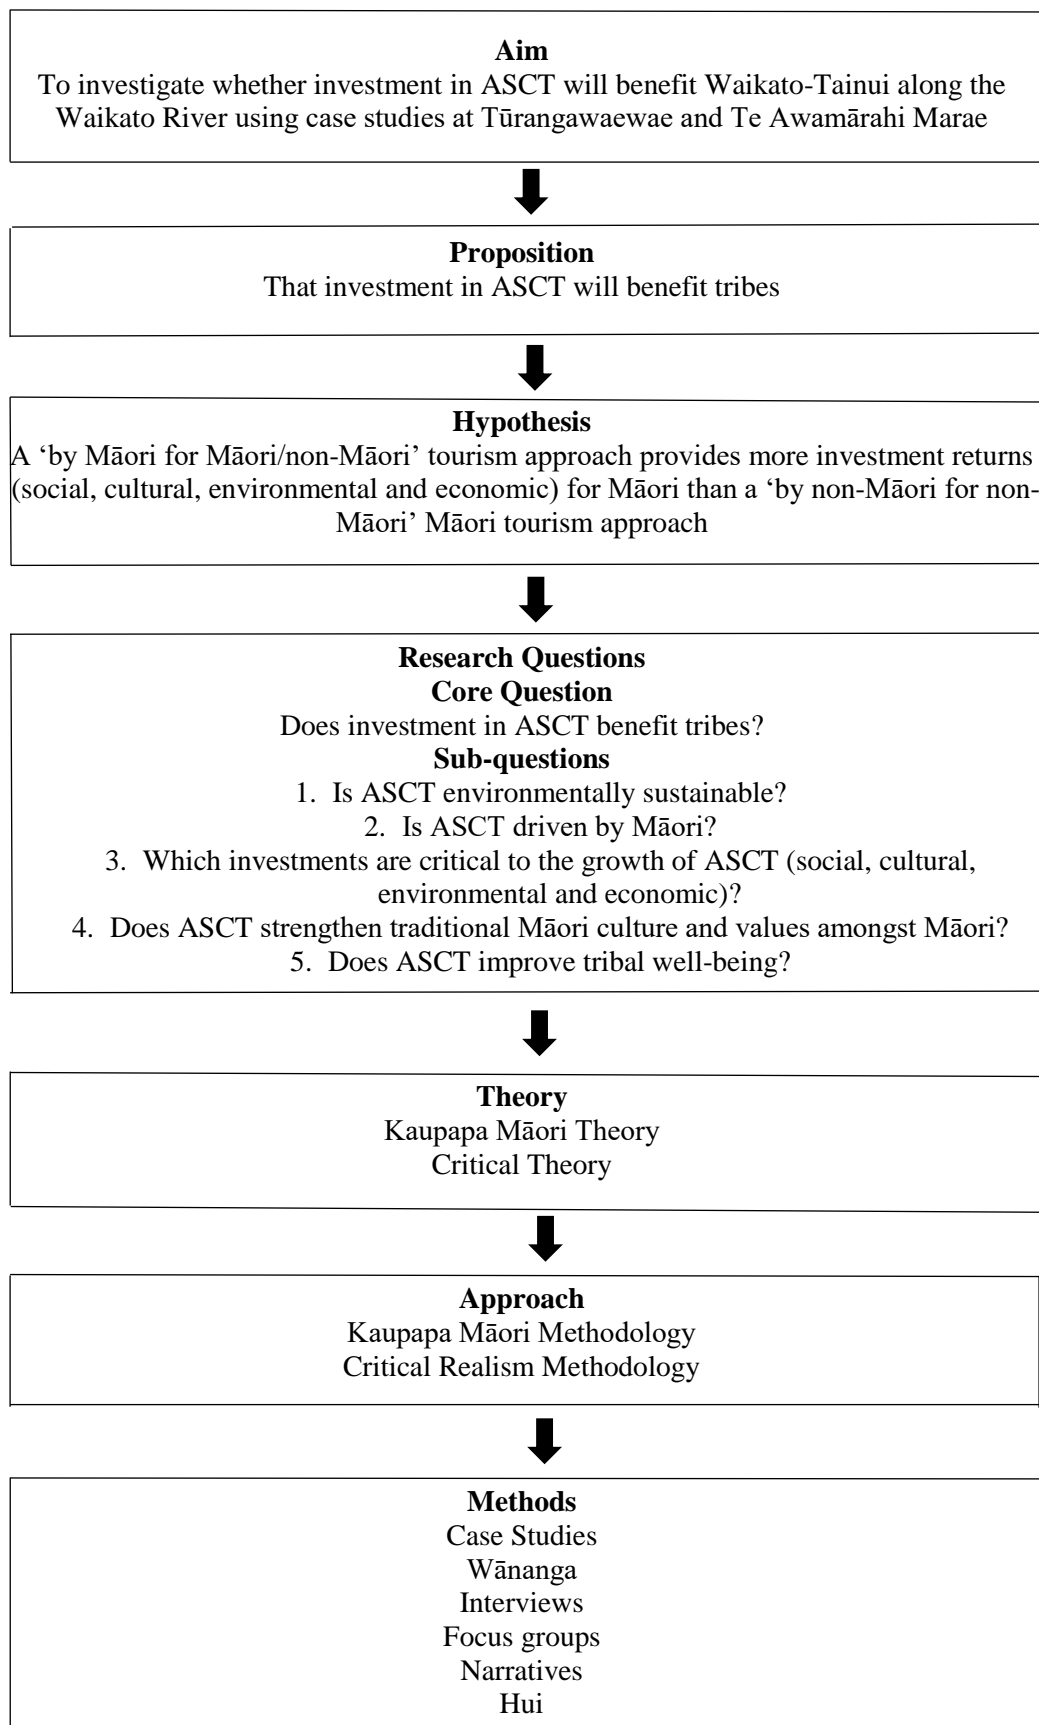 Aim
To investigate whether investment in ASCT will benefit Waikato-Tainui along the
Waikato River using case studies at Tūrangawaewae and Te Awamārahi Marae
Proposition
That investment in ASCT will benefit tribes
Hypothesis
A ‘by Māori for Māori/non-Māori’ tourism approach provides more investment returns
(social, cultural, environmental and economic) for Māori than a ‘by non-Māori for non-
Māori’ Māori tourism approach
Research Questions
Core Question
Does investment in ASCT benefit tribes?
Sub-questions
1. Is ASCT environmentally sustainable?
2. Is ASCT driven by Māori?
3. Which investments are critical to the growth of ASCT (social, cultural,
environmental and economic)?
4. Does ASCT strengthen traditional Māori culture and values amongst Māori?
5. Does ASCT improve tribal well-being?
Theory
Kaupapa Māori Theory
Critical Theory
Approach
Kaupapa Māori Methodology
Critical Realism Methodology
Methods
Case Studies
Wānanga
Interviews
Focus groups
Narratives
Hui